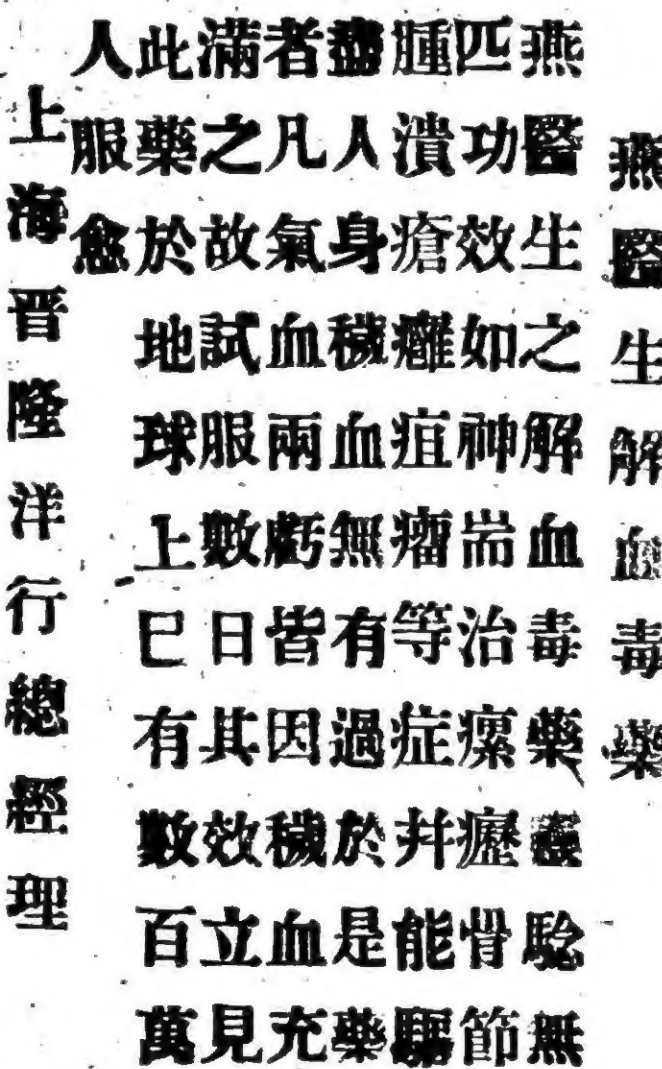 燕醫生解血毒藥
燕醫生之解血毒藥靈騐無
匹功效如神耑治瘰癧骨節
腫潰瘡癰疽瘤等症并能驅
盡人身穢血無有過於是藥
者凡氣血兩虧皆因穢血充
滿之故試服數日其效立見
此藥於地球上巳有數百萬
人服愈
上海晋隆洋行總經理